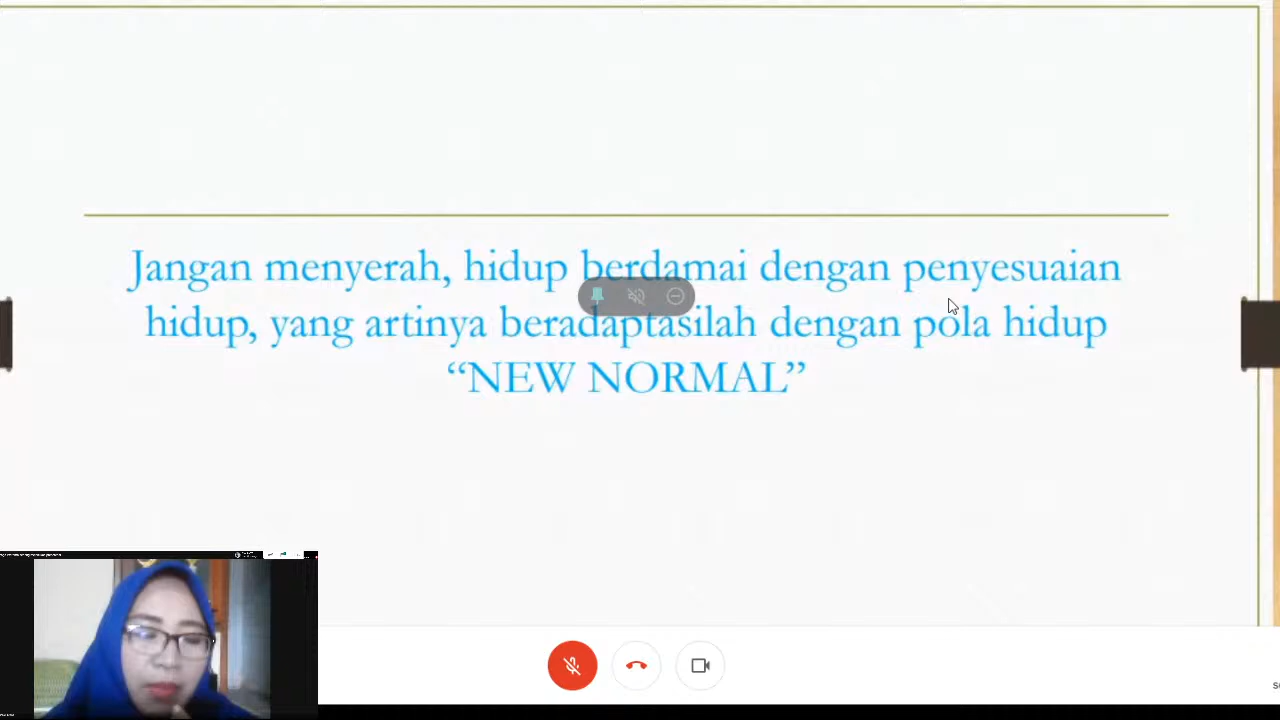 Jangan menyerah, hidup berdamai dengan penyesuaian
hidup, yang artinya beradaptasilah dengan pola hidup
“NEW NORMAL”